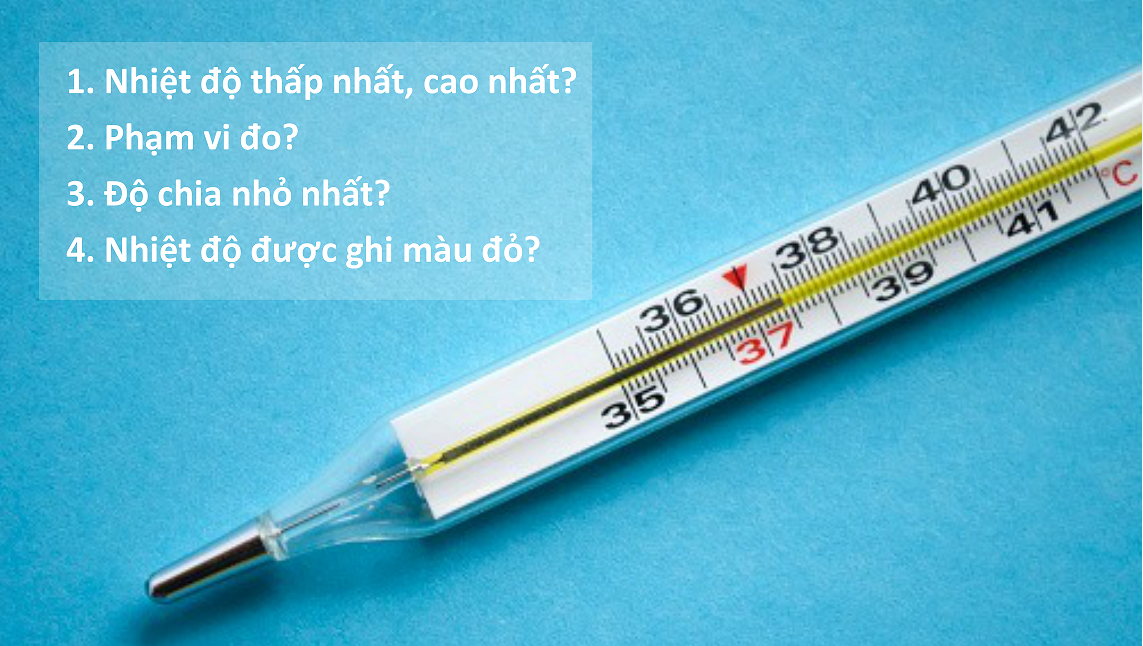 1. Nhiệt độ thấp nhất, cao nhất?
2. Phạm vi đo?
3. Độ chia nhỏ nhất?
4. Nhiệt độ được ghi màu đỏ?
36 38 40 42
35 37 39 41 °C